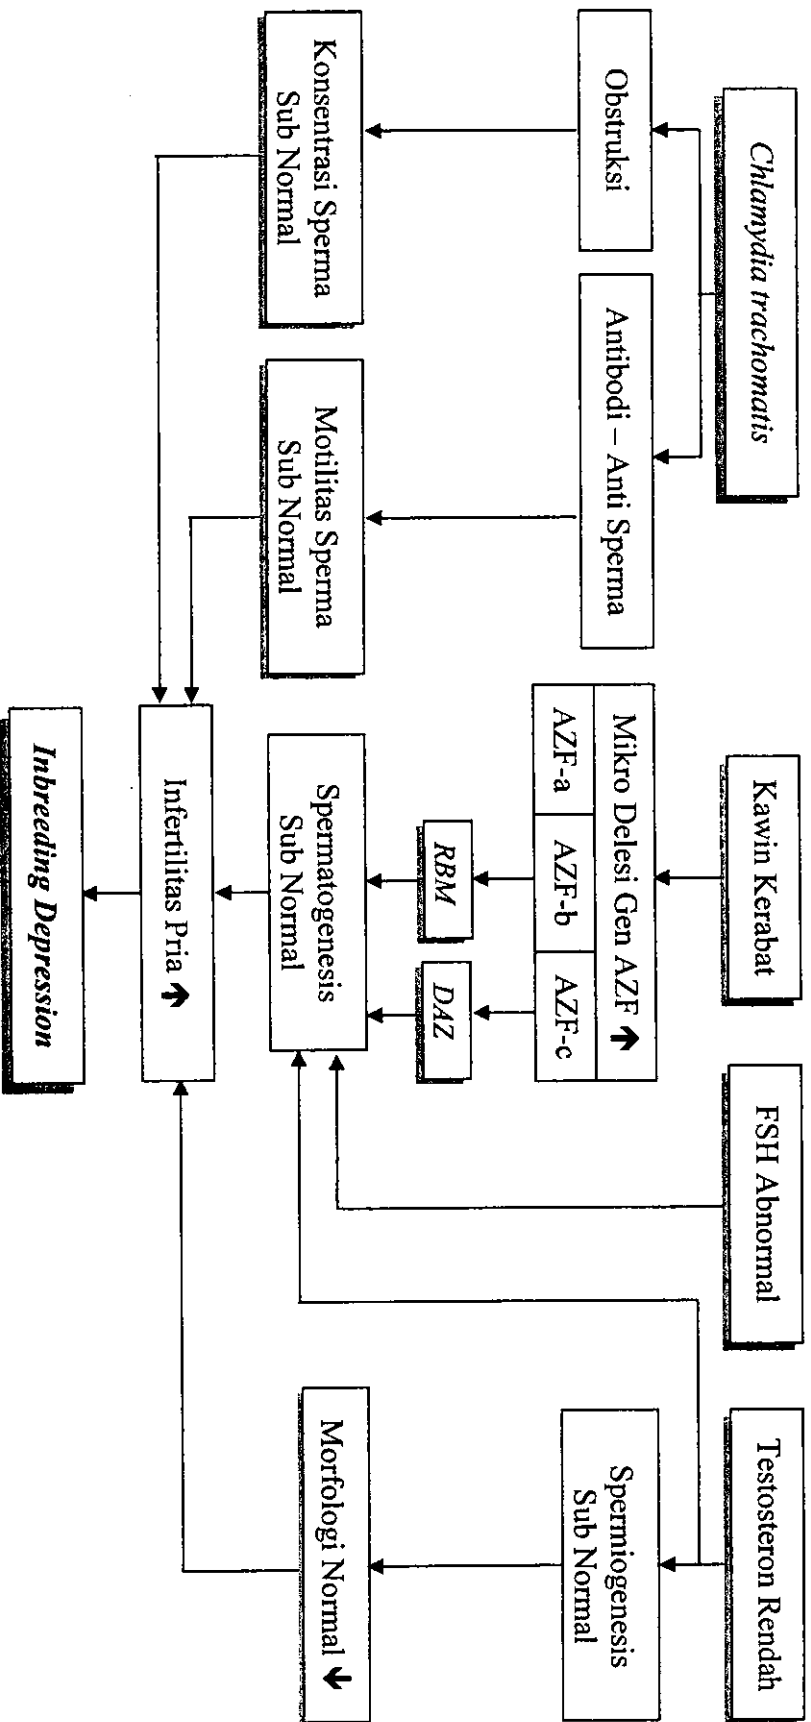 Chlamydia trachomatis
Kawin Kerabat
FSH Abnormal
Testosteron Rendah
Obstruksi
Antibodi – Anti Sperma
Mikro Delesi Gen AZF ↑
AZF-a
AZF-b
AZF-c
Spermiogenesis
Sub Normal
RBM
DAZ
Konsentrasi Sperma
Sub Normal
Motilitas Sperma
Sub Normal
Spermatogenesis
Sub Normal
Morfologi Normal ↓
Infertilitas Pria ↑
Inbreeding Depression